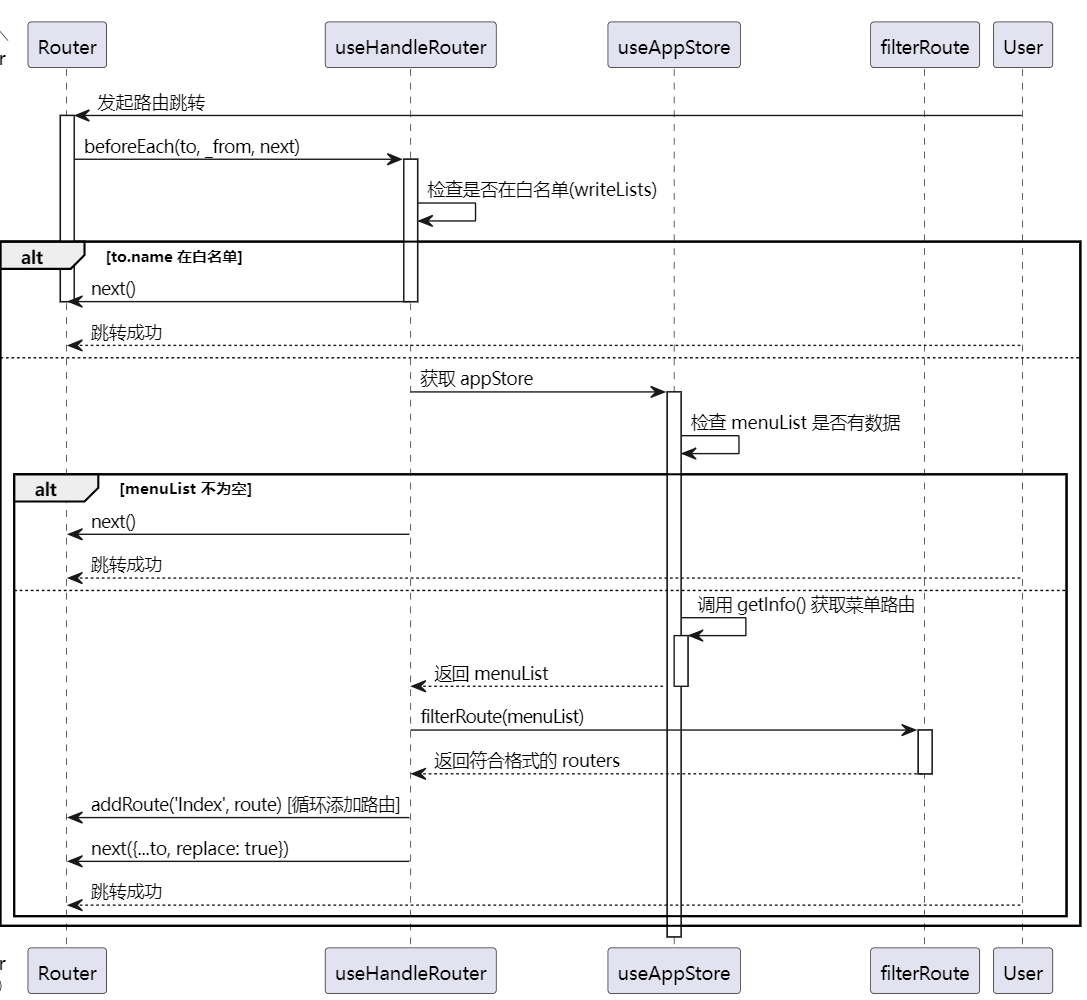 r
Router
useHandleRouter
useAppStore
filterRoute
User
发起路由跳转
beforeEach(to, _from, next)
检查是否在白名单(writeLists)
alt
[to.name 在白名单]
next()
跳转成功
获取 appStore
检查 menuList 是否有数据
alt
[menuList 不为空]
next()
跳转成功
调用 getInfo() 获取菜单路由
返回 menuList
filterRoute(menuList)
返回符合格式的 routers
addRoute('Index', route) [循环添加路由]
next({...to, replace: true})
跳转成功
r
Router
useHandleRouter
useAppStore
filterRoute
User